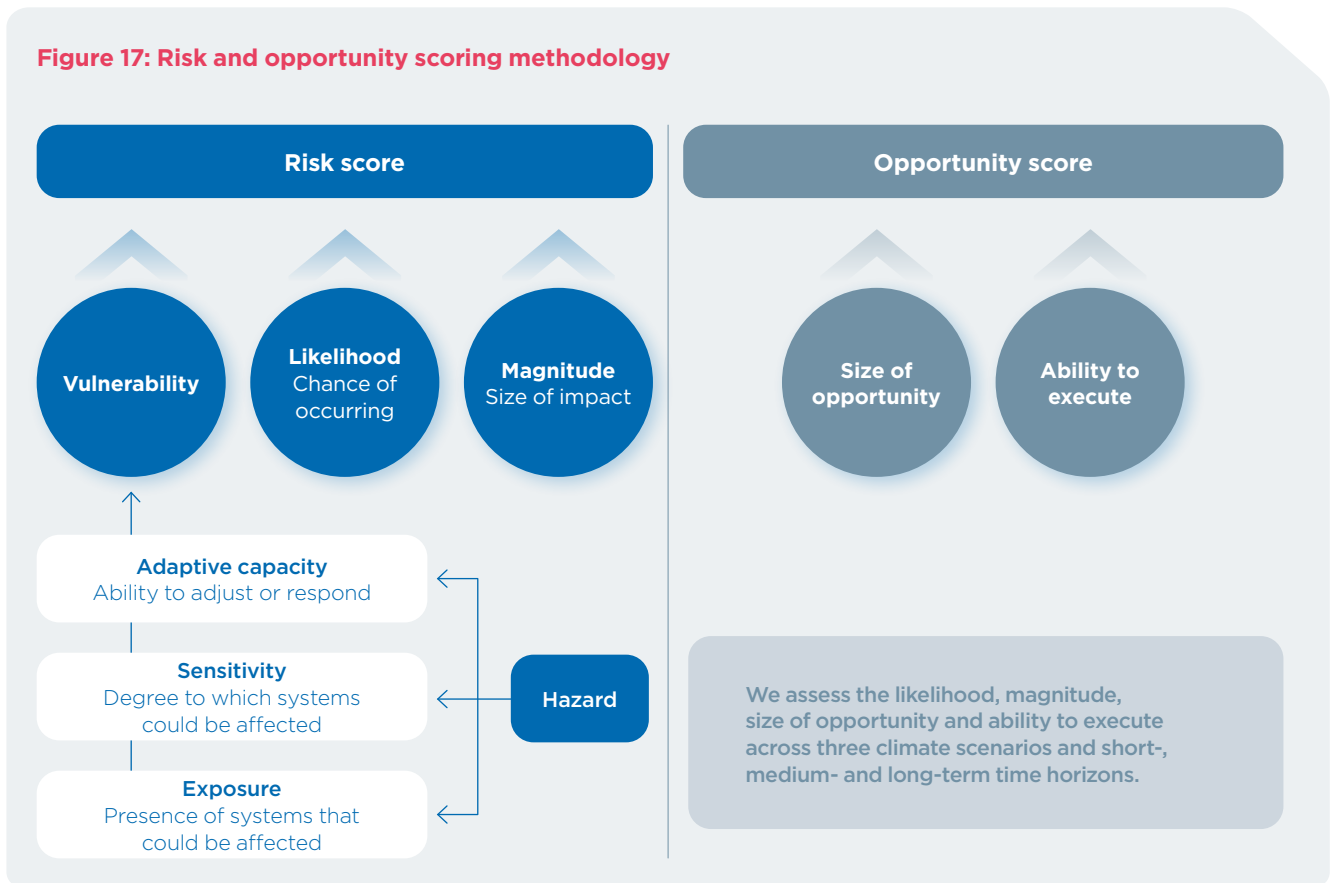 Figure 17: Risk and opportunity scoring methodology
Risk score
Opportunity score
Vulnerability
Likelihood
Chance of
occurring
Magnitude
Size of impact
Size of
opportunity
Ability to
execute
Adaptive capacity
Ability to adjust or respond
Sensitivity
Degree to which systems
could be affected
Exposure
Presence of systems that
could be affected
Hazard
We assess the likelihood, magnitude,
size of opportunity and ability to execute
across three climate scenarios and short-,
medium- and long-term time horizons.